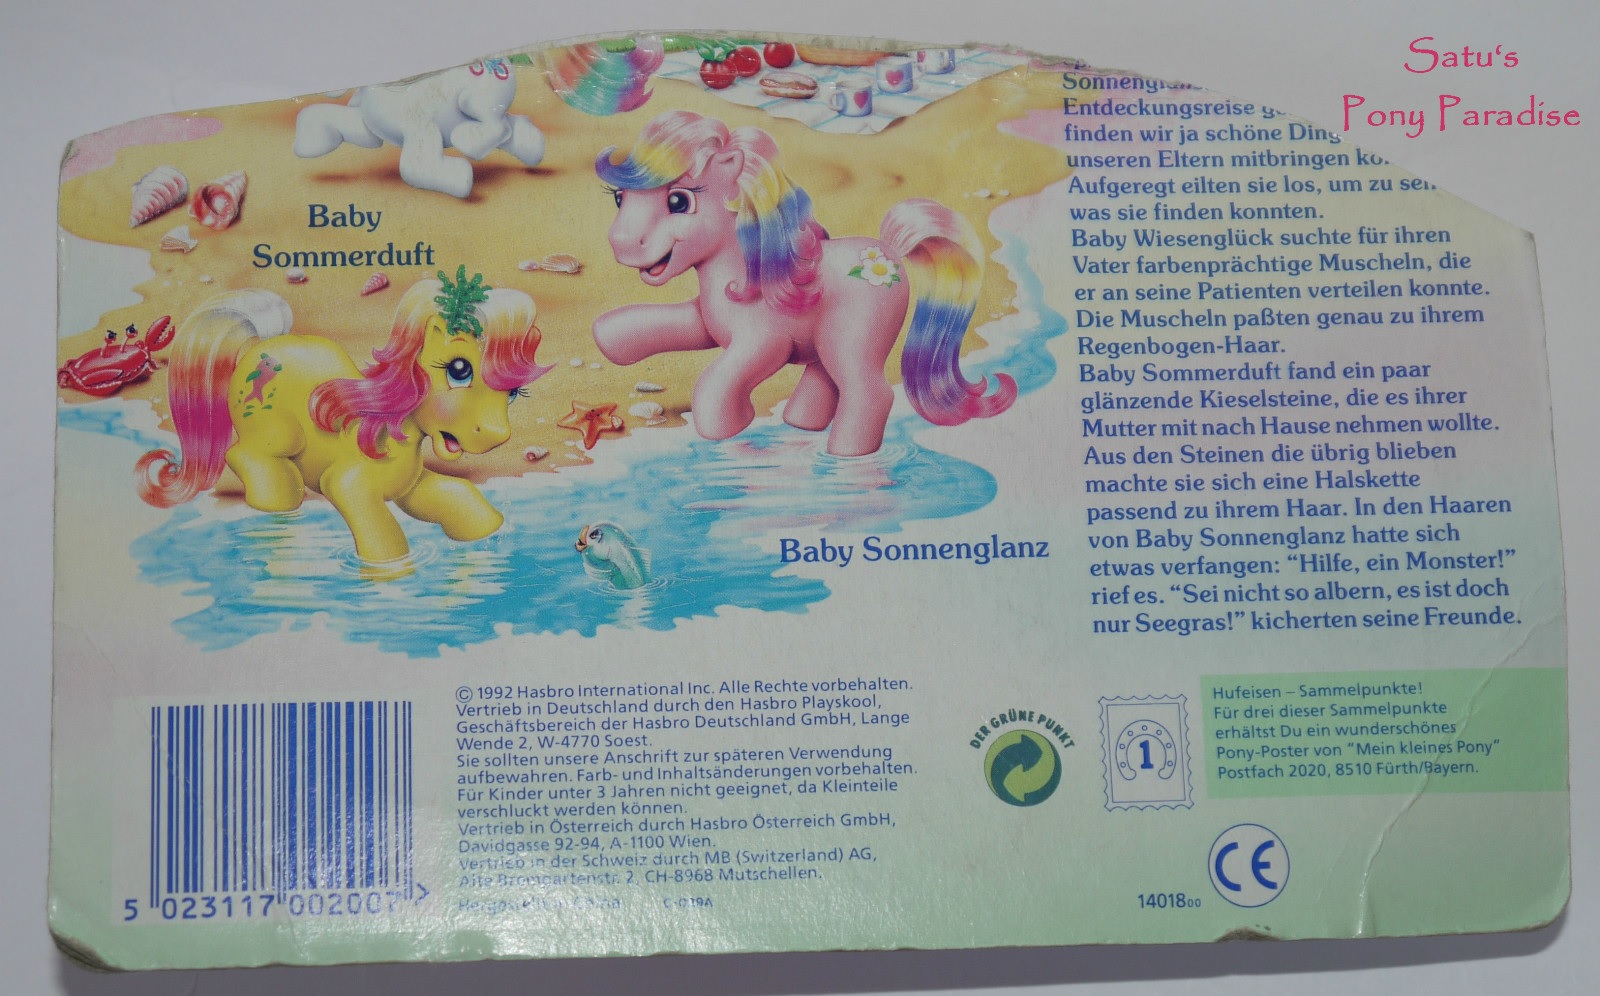 Satu's
Pony Paradise
Entdeckungsreise
finden wir ja schöne
unseren Eltern mitbringen
Aufgeregt eilten sie los, um zu
was sie finden konnten.
Baby Wiesenglück suchte für ihren
Vater farbenprächtige Muscheln, die
er an seine Patienten verteilen konnte.
Die Muscheln paßten genau zu ihrem
Regenbogen-Haar.
Baby Sommerduft fand ein paar
glänzende Kieselsteine, die es ihrer
Mutter mit nach Hause nehmen wollte.
Aus den Steinen die übrig blieben
machte sie sich eine Halskette
passend zu ihrem Haar. In den Haaren
von Baby Sonnenglanz hatte sich
etwas verfangen: “Hilfe, ein Monster!”
rief es. “Sei nicht so albern, es ist doch
nur Seegras!” kicherten seine Freunde.
Baby
Sommerduft
Baby Sonnenglanz
5 023117 002007 >
© 1992 Hasbro International Inc. Alle Rechte vorbehalten.
Vertrieb in Deutschland durch den Hasbro Playskool,
Geschäftsbereich der Hasbro Deutschland GmbH, Lange
Wende 2, W-4770 Soest.
Sie sollten unsere Anschrift zur späteren Verwendung
aufbewahren. Farb- und Inhaltsänderungen vorbehalten.
Für Kinder unter 3 Jahren nicht geeignet, da Kleinteile
verschluckt werden können.
Vertrieb in Österreich durch Hasbro Österreich GmbH,
Davidgasse 92-94, A-1100 Wien.
Vertrieb in der Schweiz durch MB (Switzerland) AG,
Alte Bremgartenstr. 2, CH-8968 Mutschellen.
DER GRÜNE PUNKT
1
Hufeisen – Sammelpunkte!
Für drei dieser Sammelpunkte
erhältst Du ein wunderschönes
Pony-Poster von “Mein kleines Pony”
Postfach 2020, 8510 Fürth/Bayern.
CE
14018 00